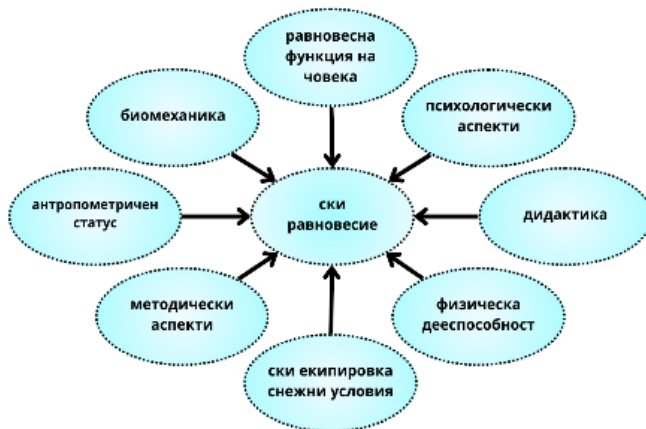 равновесна
функция на
човека
биомеханика
психологически
аспекти
антропометричен
статус
ски
равновесие
дидактика
методически
аспекти
физическа
дееспособност
ски екипировка
снежни условия